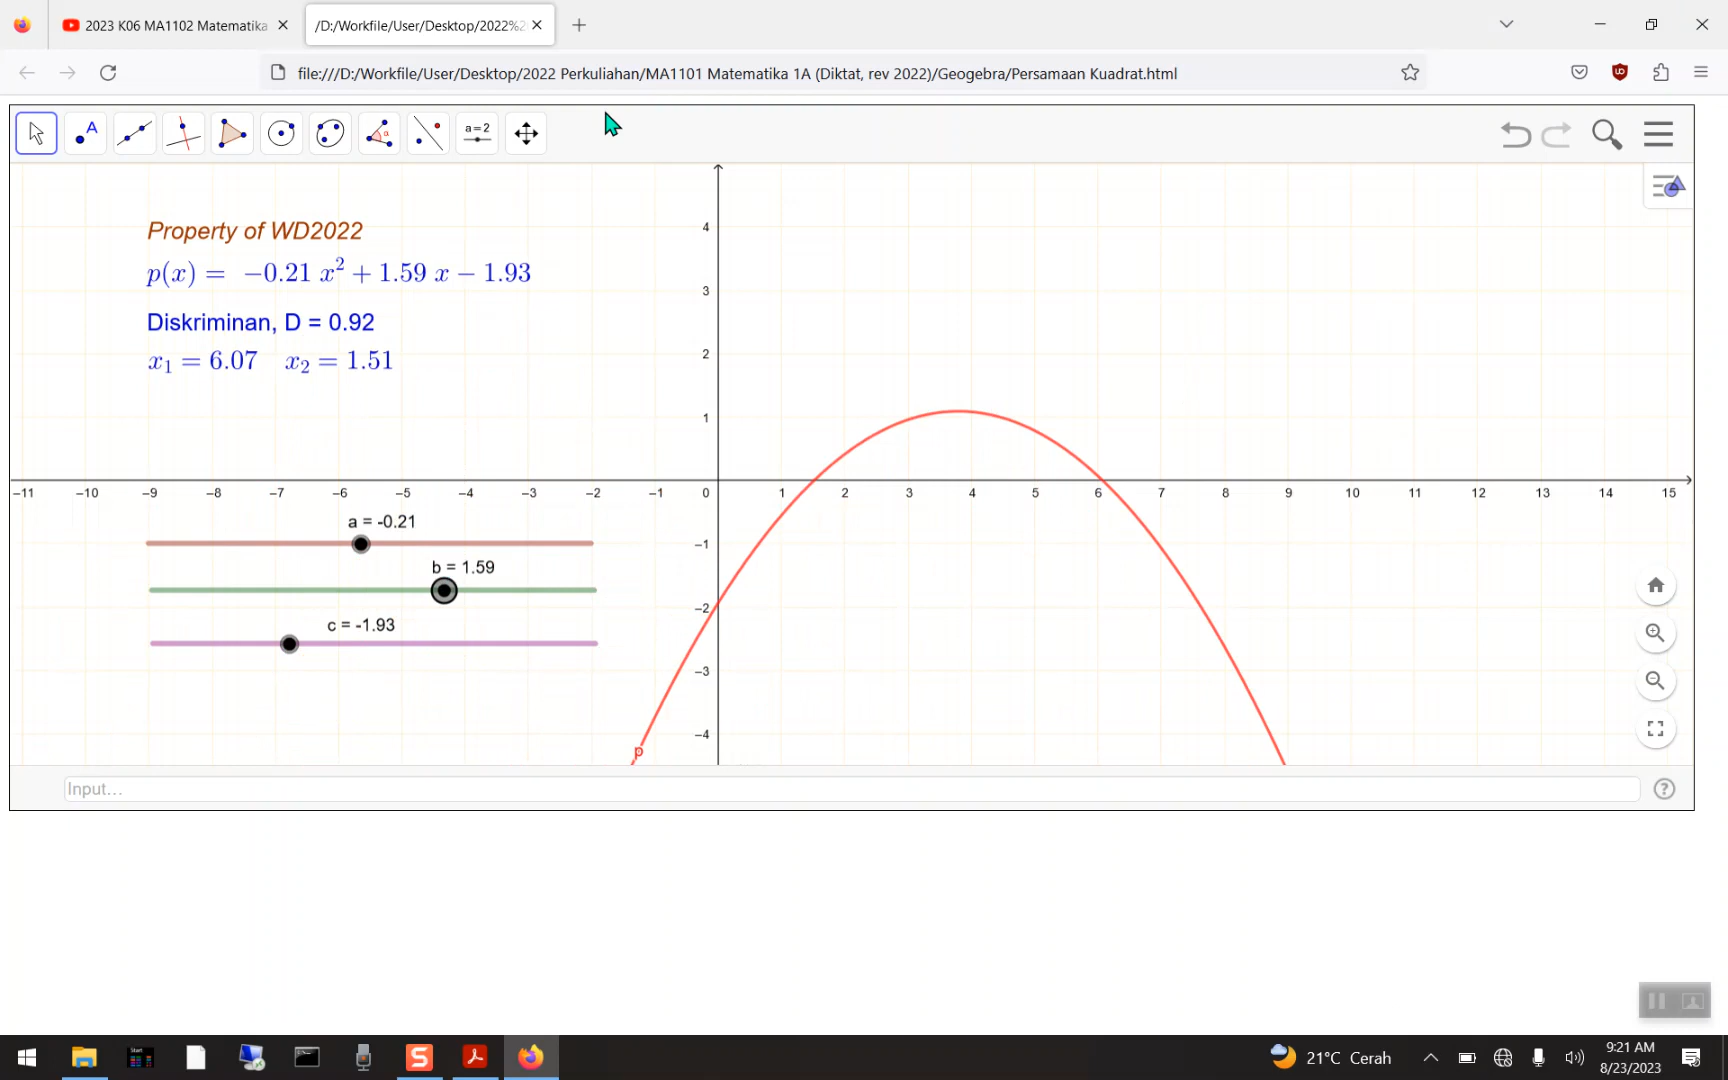 2023 K06 MA1102 Matematika
/D:/Workfile/User/Desktop/2022%2
file:///D:/Workfile/User/Desktop/2022 Perkuliahan/MA1101 Matematika 1A (Diktat, rev 2022)/Geogebra/Persamaan Kuadrat.html
A
α
a=2
Property of WD2022
p(x) = −0.21 x² + 1.59 x − 1.93
Diskriminan, D = 0.92
x₁ = 6.07 x₂ = 1.51
4
3
2
1
−11 −10 −9 −8 −7 −6 −5 −4 −3 −2 −1 0 1 2 3 4 5 6 7 8 9 10 11 12 13 14 15
a = -0.21
−1
b = 1.59
−2
c = -1.93
−3
−4
p
Input...
?
Start
S
21°C Cerah
9:21 AM
8/23/2023